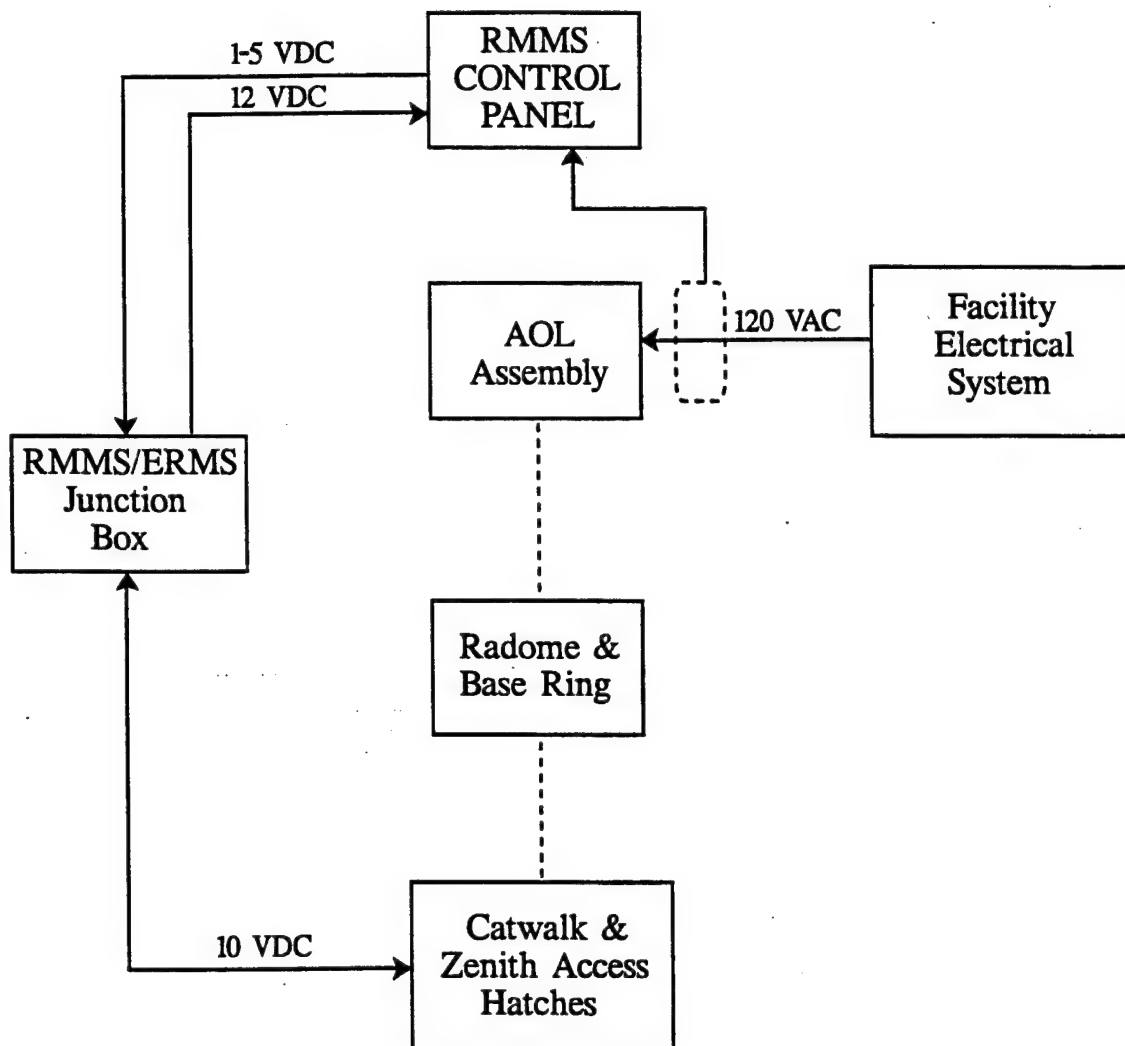 1-5 VDC
12 VDC
RMMS
CONTROL
PANEL
AOL
Assembly
120 VAC
Facility
Electrical
System
RMMS/ERMS
Junction
Box
Radome &
Base Ring
10 VDC
Catwalk &
Zenith Access
Hatches